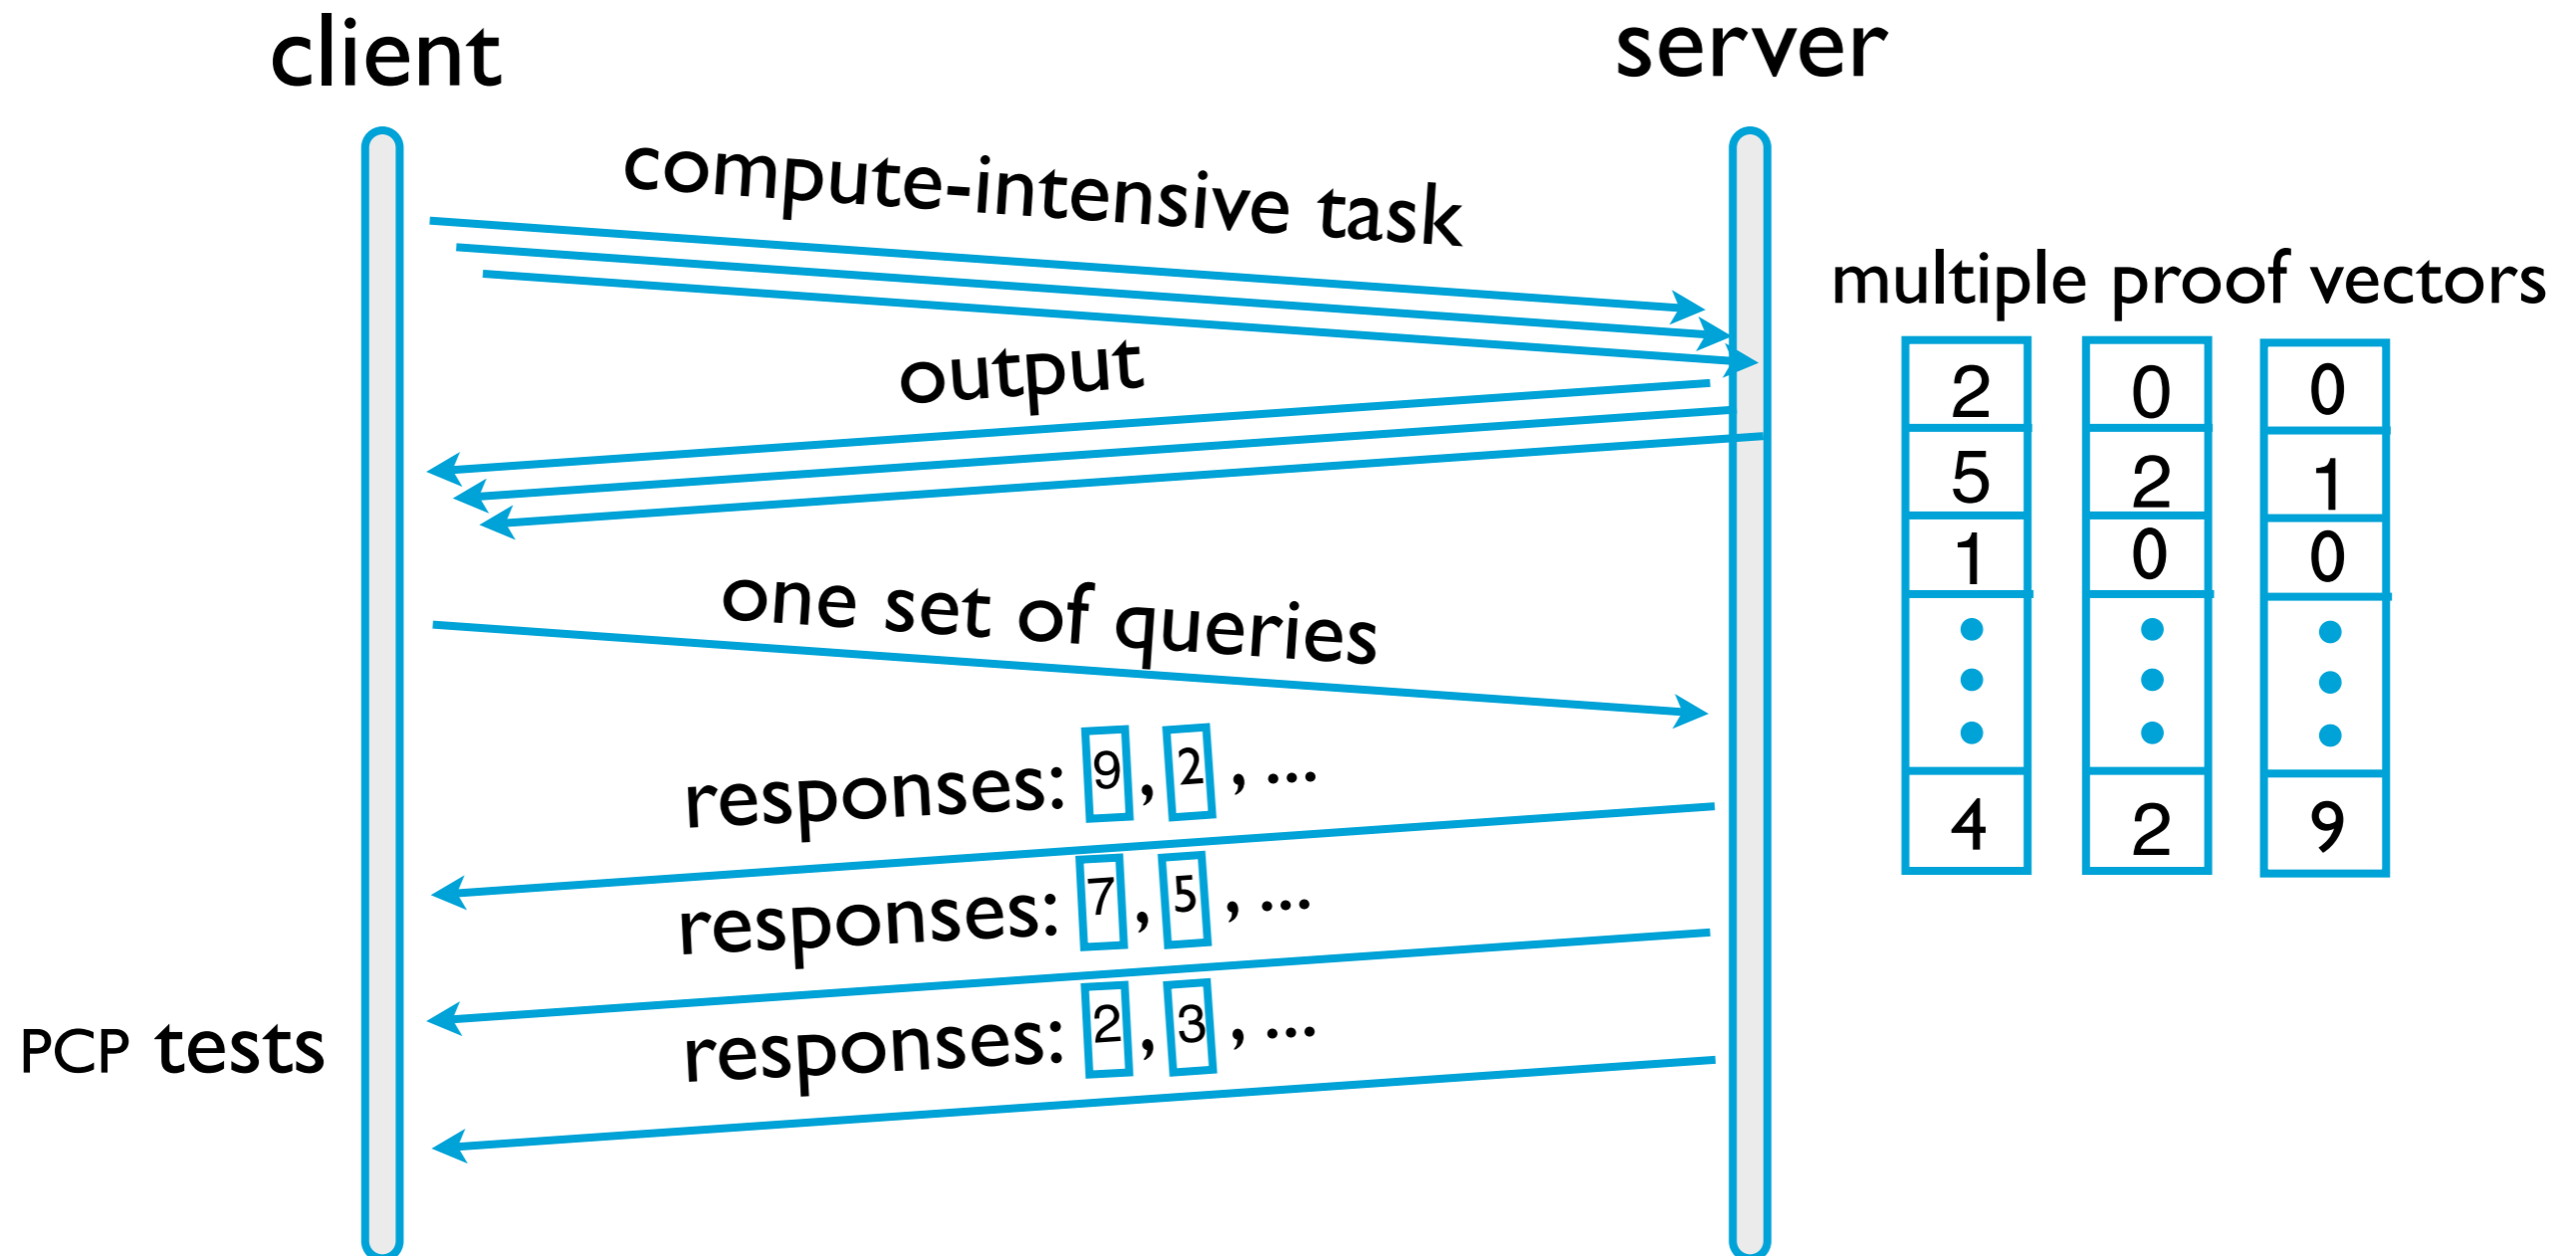 client
server
compute-intensive task
multiple proof vectors
output
2 0 0
5 2 1
1 0 0
4 2 9
one set of queries
responses: 9, 2, ...
responses: 7, 5, ...
responses: 2, 3, ...
PCP tests